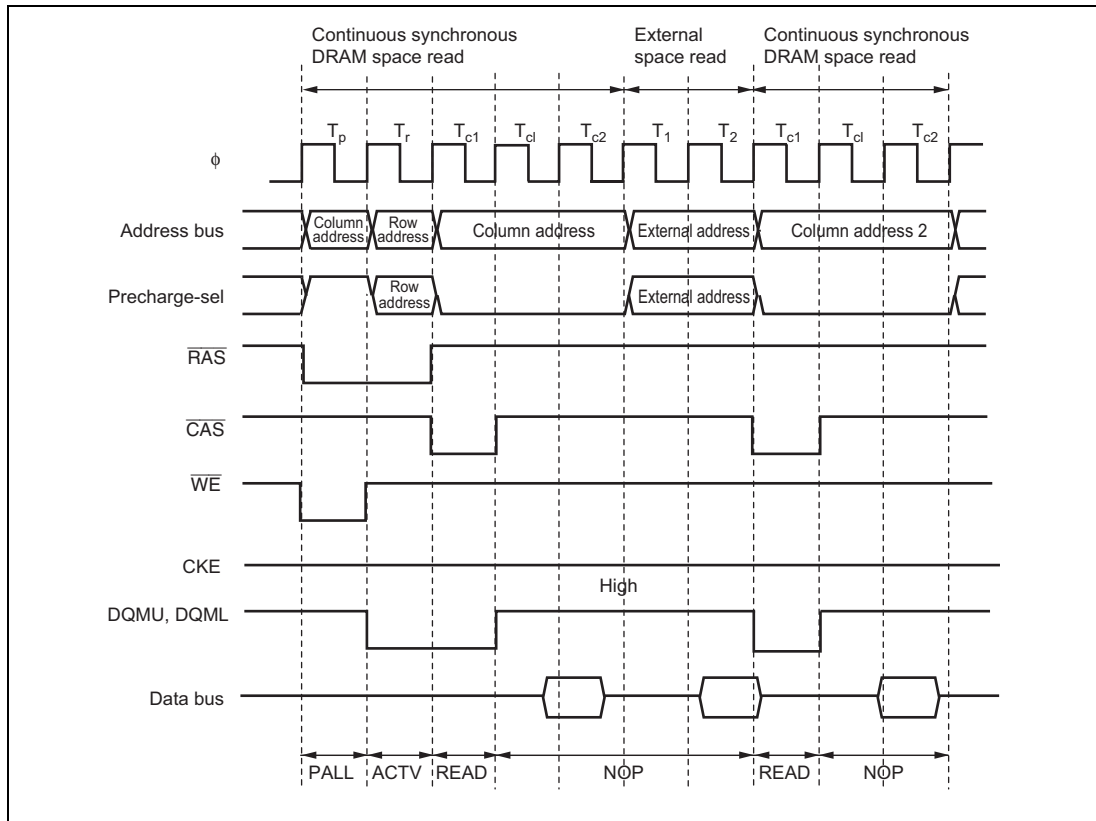 Continuous synchronous
DRAM space read
External
space read
Continuous synchronous
DRAM space read
Tp Tr Tc1 Tcl Tc2 T1 T2 Tc1 Tcl Tc2
ϕ
Address bus
Column
address
Row
address
Column address
External address
Column address 2
Precharge-sel
Row
address
External address
RAS
CAS
WE
CKE
High
DQMU, DQML
Data bus
PALL ACTV READ NOP READ NOP